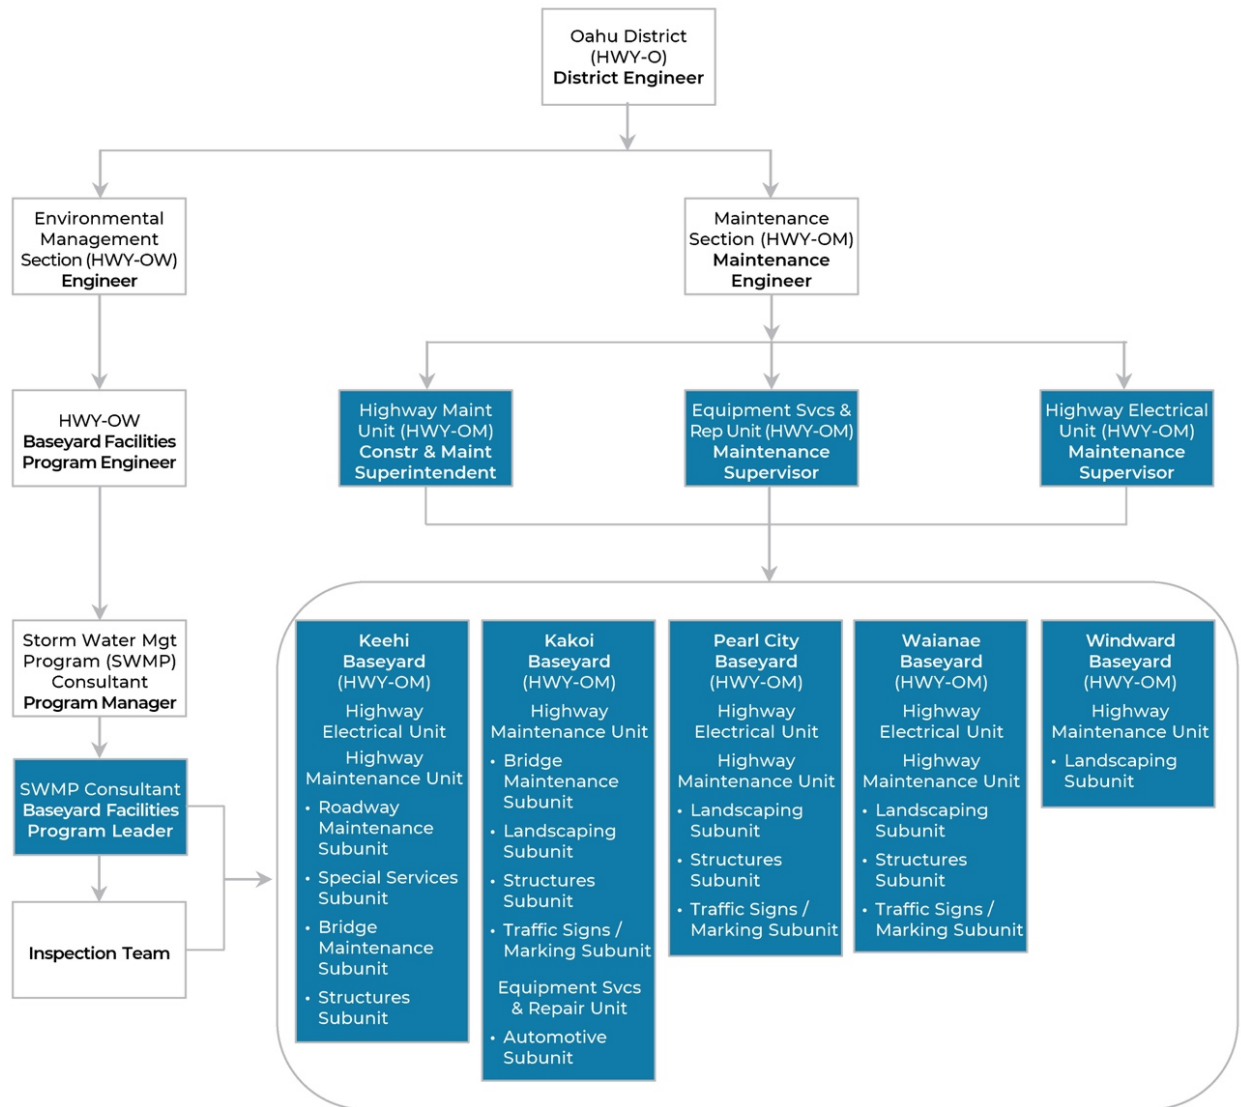 Oahu District
(HWY-O)
District Engineer
Environmental
Management
Section (HWY-OW)
Engineer
Maintenance
Section (HWY-OM)
Maintenance
Engineer
HWY-OW
Baseyard Facilities
Program Engineer
Highway Maint
Unit (HWY-OM)
Constr & Maint
Superintendent
Equipment Svcs &
Rep Unit (HWY-OM)
Maintenance
Supervisor
Highway Electrical
Unit (HWY-OM)
Maintenance
Supervisor
Storm Water Mgt
Program (SWMP)
Consultant
Program Manager
SWMP Consultant
Baseyard Facilities
Program Leader
Inspection Team
Keehi
Baseyard
(HWY-OM)
Highway
Electrical Unit
Highway
Maintenance Unit
• Roadway
Maintenance
Subunit
• Special Services
Subunit
• Bridge
Maintenance
Subunit
• Structures
Subunit
Kakoi
Baseyard
(HWY-OM)
Highway
Maintenance Unit
• Bridge
Maintenance
Subunit
• Landscaping
Subunit
• Structures
Subunit
• Traffic Signs /
Marking Subunit
Equipment Svcs
& Repair Unit
• Automotive
Subunit
Pearl City
Baseyard
(HWY-OM)
Highway
Electrical Unit
Highway
Maintenance Unit
• Landscaping
Subunit
• Structures
Subunit
• Traffic Signs /
Marking Subunit
Waianae
Baseyard
(HWY-OM)
Highway
Electrical Unit
Highway
Maintenance Unit
• Landscaping
Subunit
• Structures
Subunit
• Traffic Signs /
Marking Subunit
Windward
Baseyard
(HWY-OM)
Highway
Maintenance Unit
• Landscaping
Subunit